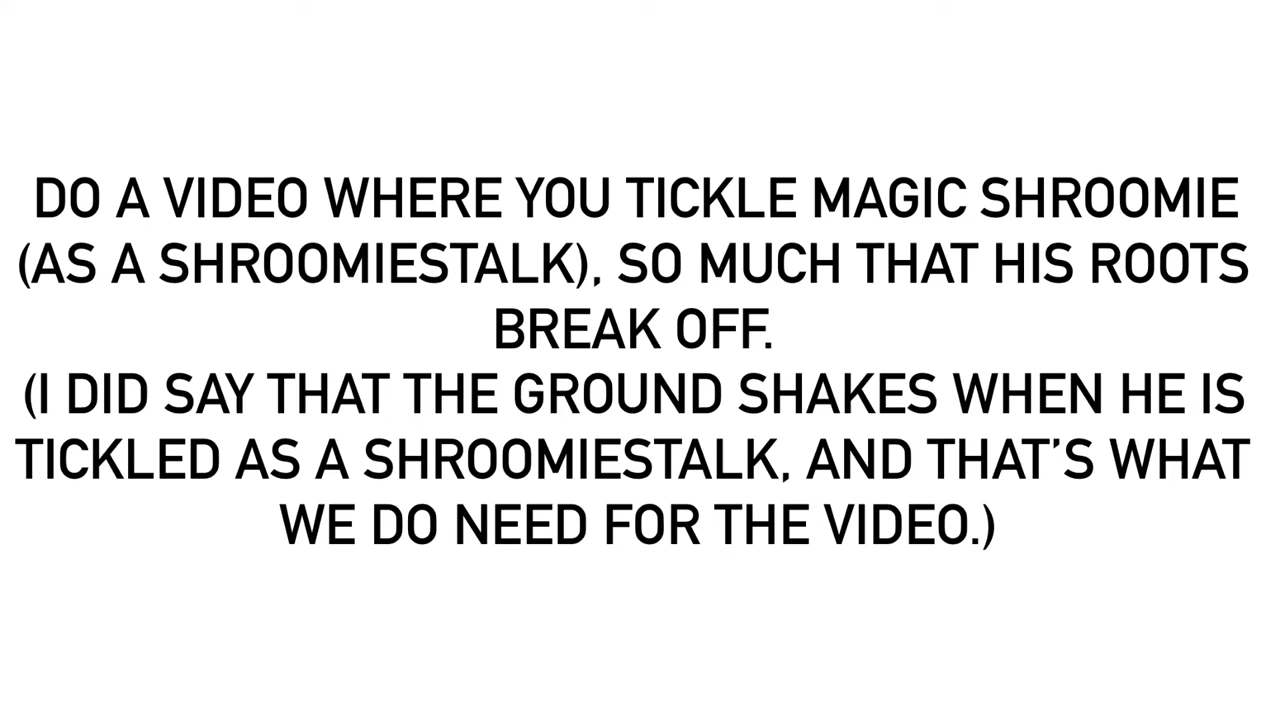 DO A VIDEO WHERE YOU TICKLE MAGIC SHROOMIE
(AS A SHROOMIESTALK), SO MUCH THAT HIS ROOTS
BREAK OFF.
(I DID SAY THAT THE GROUND SHAKES WHEN HE IS
TICKLED AS A SHROOMIESTALK, AND THAT’S WHAT
WE DO NEED FOR THE VIDEO.)